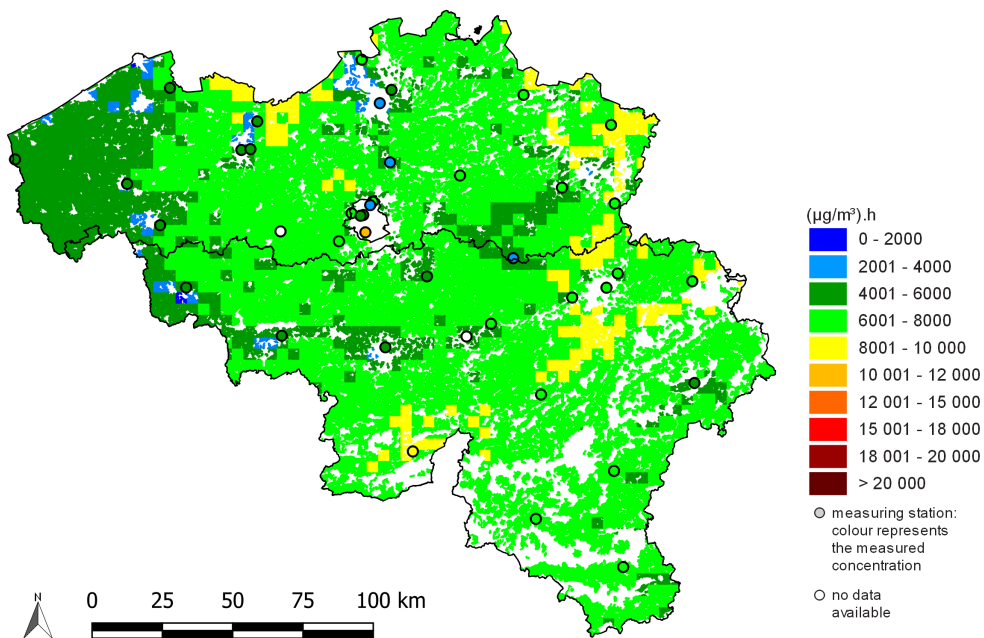 (µg/m³).h
0 - 2000
2001 - 4000
4001 - 6000
6001 - 8000
8001 - 10 000
10 001 - 12 000
12 001 - 15 000
15 001 - 18 000
18 001 - 20 000
> 20 000
measuring station:
colour represents
the measured
concentration
no data
available
N
0 25 50 75 100 km